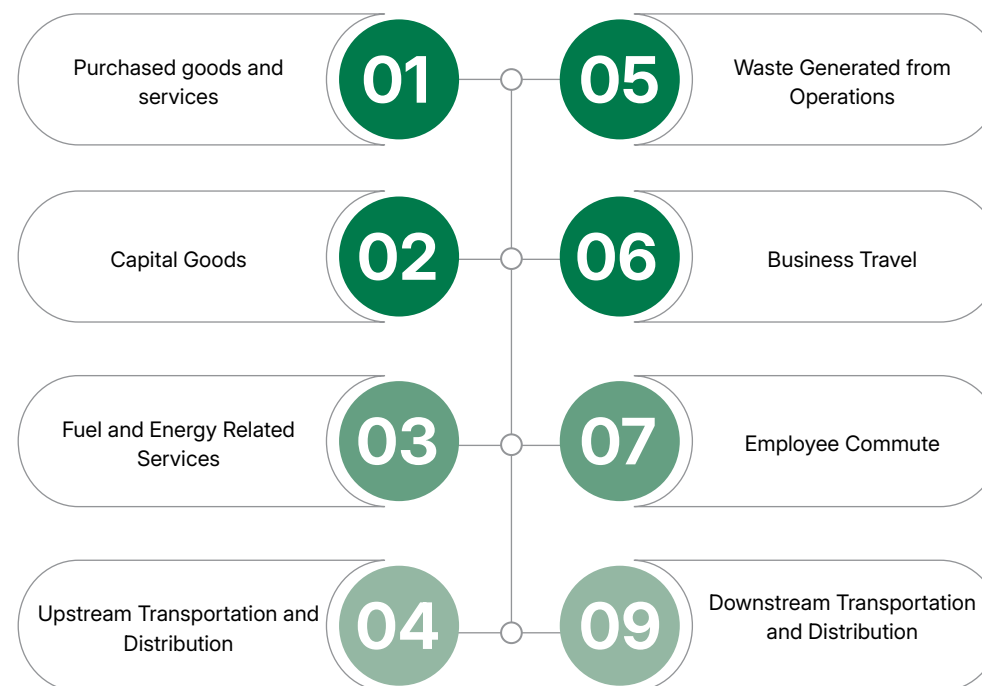 Purchased goods and
services
01
05
Waste Generated from
Operations
Capital Goods
02
06
Business Travel
Fuel and Energy Related
Services
03
07
Employee Commute
Upstream Transportation and
Distribution
04
09
Downstream Transportation
and Distribution